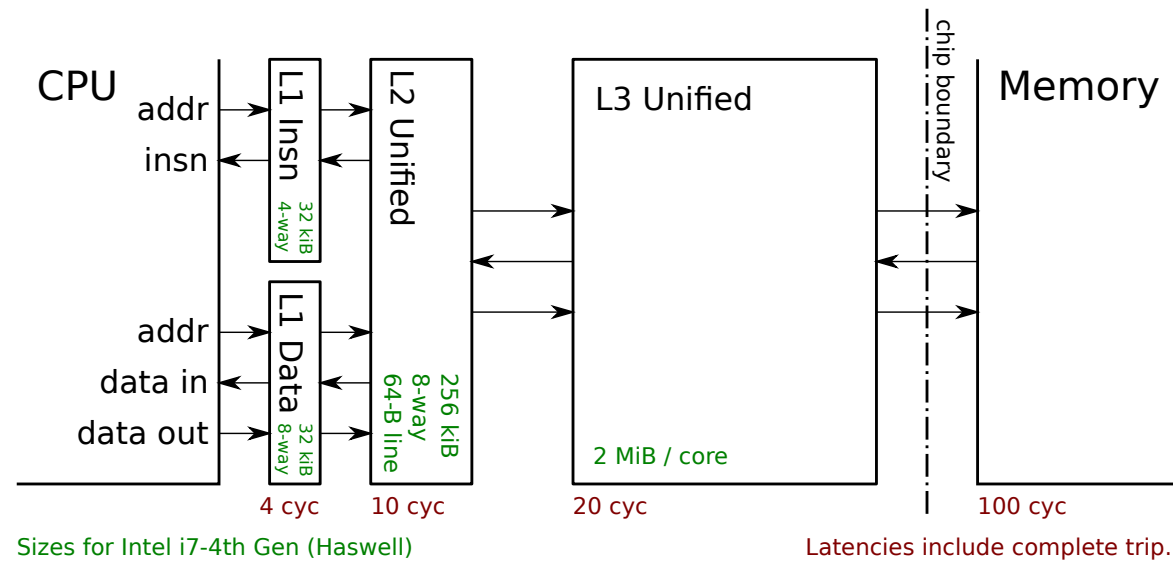 CPU
addr
insn
addr
data in
data out
L1 Insn
32 kiB
4-way
L1 Data
32 kiB
8-way
L2 Unified
256 kiB
8-way
64-B line
L3 Unified
2 MiB / core
chip boundary
Memory
4 cyc
10 cyc
20 cyc
100 cyc
Sizes for Intel i7-4th Gen (Haswell)
Latencies include complete trip.